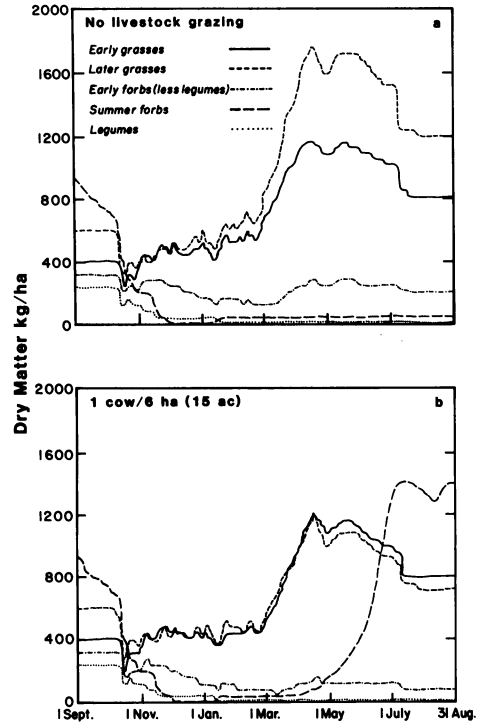 Dry Matter kg/ha
No livestock grazing
a
Early grasses
Later grasses
Early forbs (less legumes)
Summer forbs
Legumes
2000
1600
1200
800
400
0
1 cow/6 ha (15 ac)
b
2000
1600
1200
800
400
0
1 Sept.
1 Nov.
1 Jan.
1 Mar.
1 May
1 July
31 Aug.